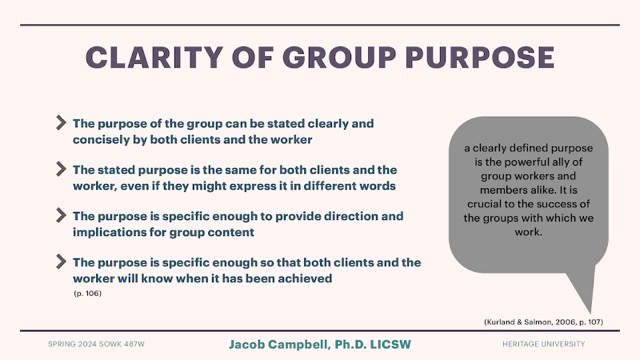 CLARITY OF GROUP PURPOSE
The purpose of the group can be stated clearly and
concisely by both clients and the worker
The stated purpose is the same for both clients and the
worker, even if they might express it in different words
The purpose is specific enough to provide direction and
implications for group content
The purpose is specific enough so that both clients and the
worker will know when it has been achieved
(p. 106)
a clearly defined purpose
is the powerful ally of
group workers and
members alike. It is
crucial to the success of
the groups with which we
work.
(Kurland & Salmon, 2006, p. 107)
SPRING 2024 SOWK 487W
Jacob Campbell, Ph.D. LICSW
HERITAGE UNIVERSITY